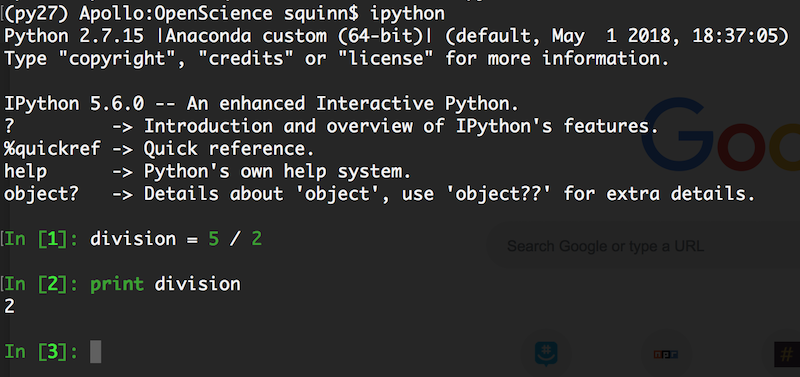 (py27) Apollo:OpenScience squinn$ ipython
Python 2.7.15 |Anaconda custom (64-bit)| (default, May  1 2018, 18:37:05)
Type "copyright", "credits" or "license" for more information.
IPython 5.6.0 -- An enhanced Interactive Python.
?         -> Introduction and overview of IPython's features.
%quickref -> Quick reference.
help      -> Python's own help system.
object?   -> Details about 'object', use 'object??' for extra details.
Goo
In [1]: division = 5 / 2
Search Google or type a URL
In [2]: print division
2
In [3]:
npr
#